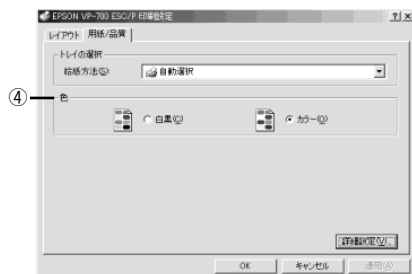 EPSON VP-700 ESC/P 印刷設定
レイアウト 用紙/品質
トレイの選択
給紙方法(S): 自動選択
④ 色
白黒(C) カラー(O)
詳細設定(V)...
OK キャンセル 適用(A)